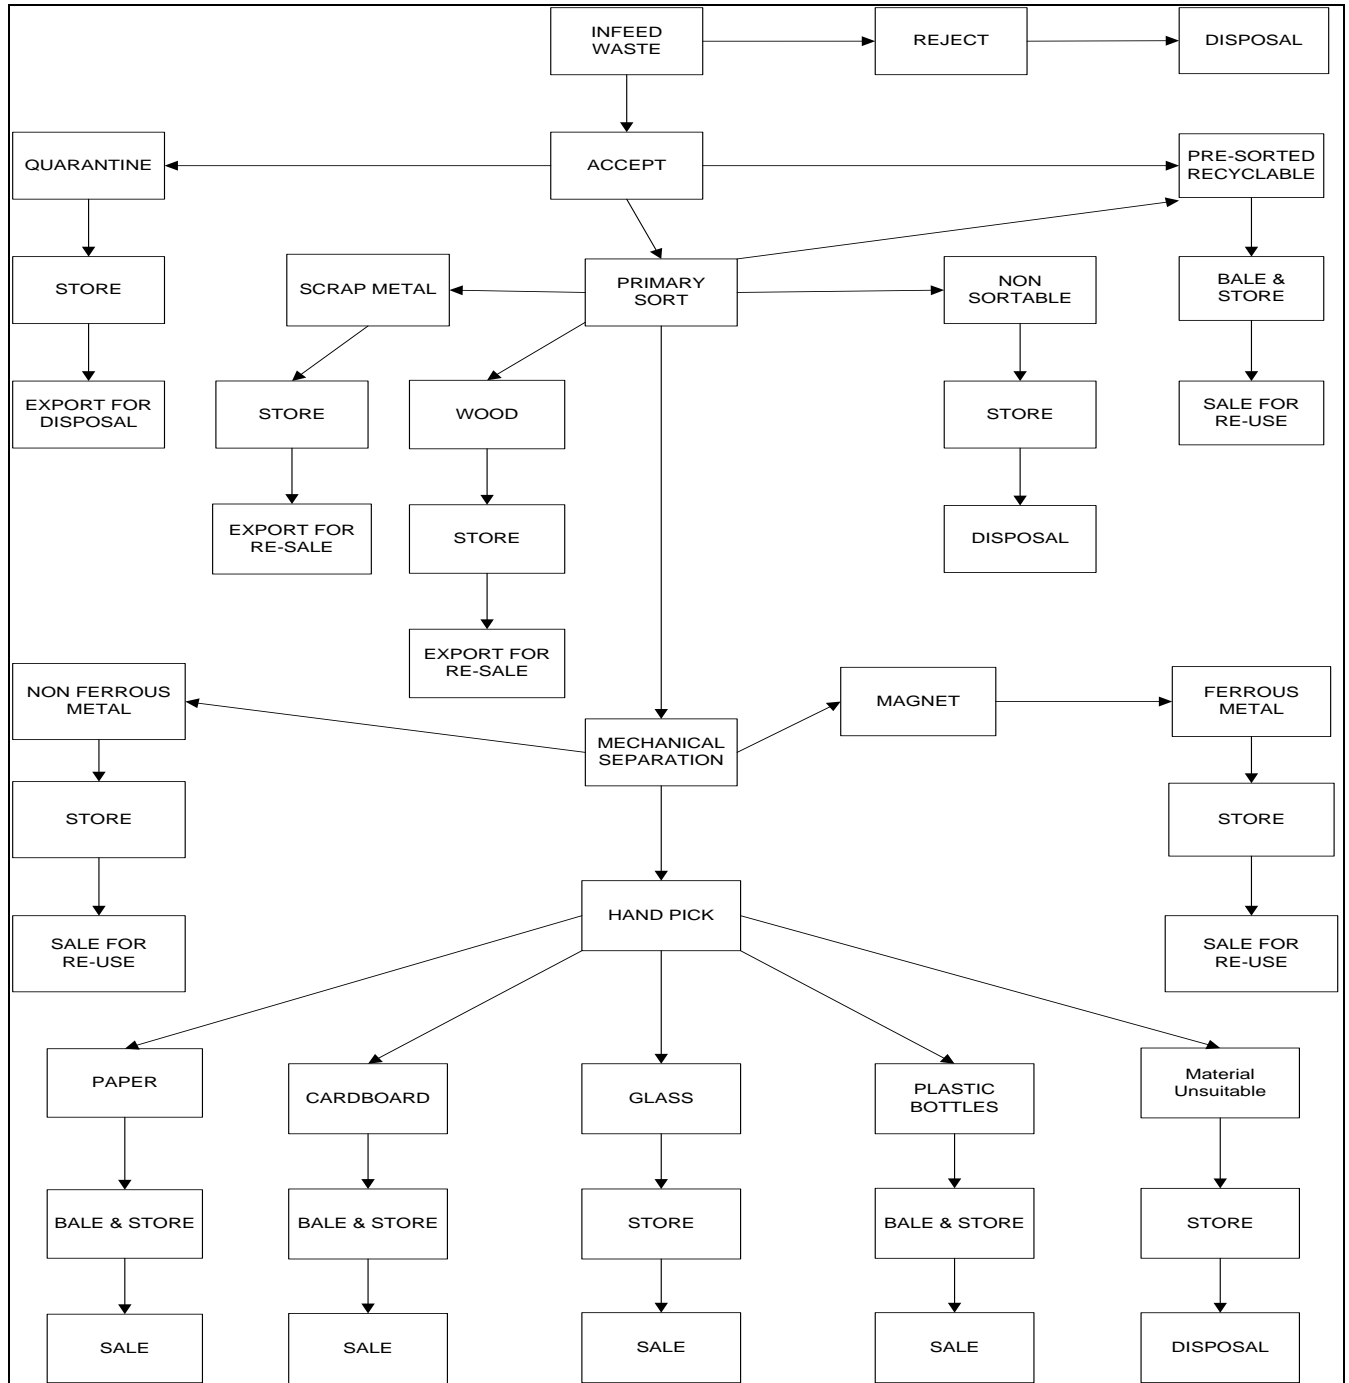 INFEED
WASTE
REJECT
DISPOSAL
QUARANTINE
ACCEPT
PRE-SORTED
RECYCLABLE
STORE
SCRAP METAL
PRIMARY
SORT
NON
SORTABLE
BALE &
STORE
EXPORT FOR
DISPOSAL
STORE
WOOD
STORE
SALE FOR
RE-USE
EXPORT FOR
RE-SALE
STORE
DISPOSAL
EXPORT FOR
RE-SALE
NON FERROUS
METAL
MAGNET
FERROUS
METAL
MECHANICAL
SEPARATION
STORE
STORE
HAND PICK
SALE FOR
RE-USE
SALE FOR
RE-USE
PAPER
CARDBOARD
GLASS
PLASTIC
BOTTLES
Material
Unsuitable
BALE & STORE
BALE & STORE
STORE
BALE & STORE
STORE
SALE
SALE
SALE
SALE
DISPOSAL